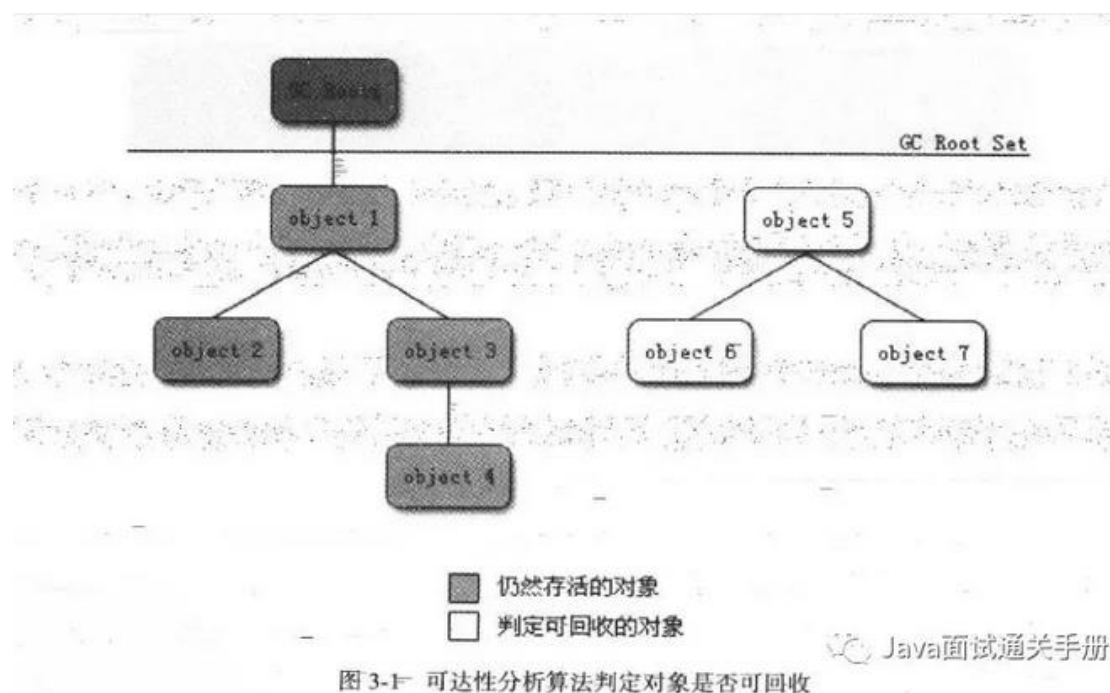 GC Roots
GC Root Set
object 1
object 5
object 2
object 3
object 6
object 7
object 4
仍然存活的对象
判定可回收的对象
Java面试通关手册
图 3-1 可达性分析算法判定对象是否可回收